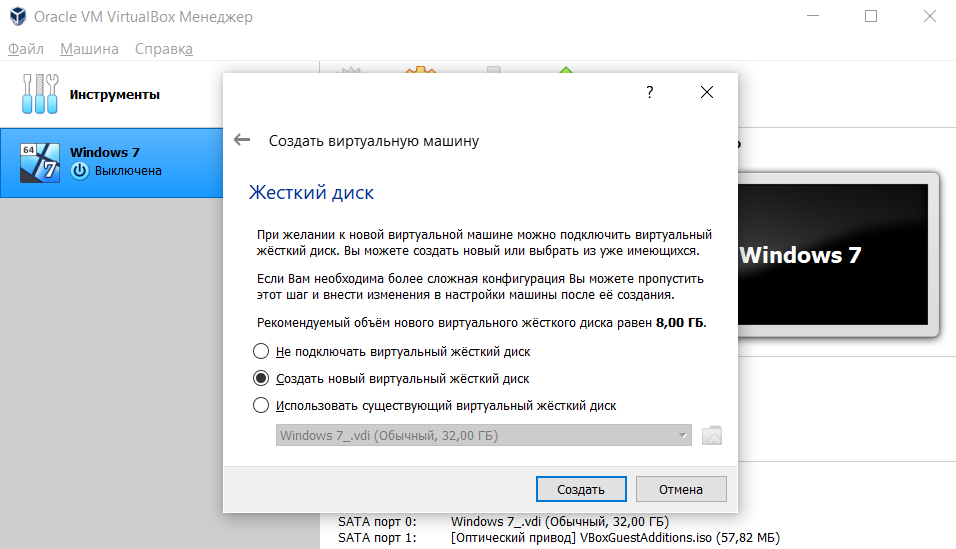 Oracle VM VirtualBox Менеджер
Файл Машина Справка
Инструменты
64
7
Windows 7
Выключена
?
Создать виртуальную машину
Жесткий диск
При желании к новой виртуальной машине можно подключить виртуальный
жёсткий диск. Вы можете создать новый или выбрать из уже имеющихся.
Если Вам необходима более сложная конфигурация Вы можете пропустить
этот шаг и внести изменения в настройки машины после её создания.
Рекомендуемый объём нового виртуального жёсткого диска равен 8,00 ГБ.
Не подключать виртуальный жёсткий диск
Создать новый виртуальный жёсткий диск
Использовать существующий виртуальный жёсткий диск
Windows 7_.vdi (Обычный, 32,00 ГБ)
Создать Отмена
Windows 7
SATA порт 0: Windows 7_.vdi (Обычный, 32,00 ГБ)
SATA порт 1: [Оптический привод] VBoxGuestAdditions.iso (57,82 МБ)